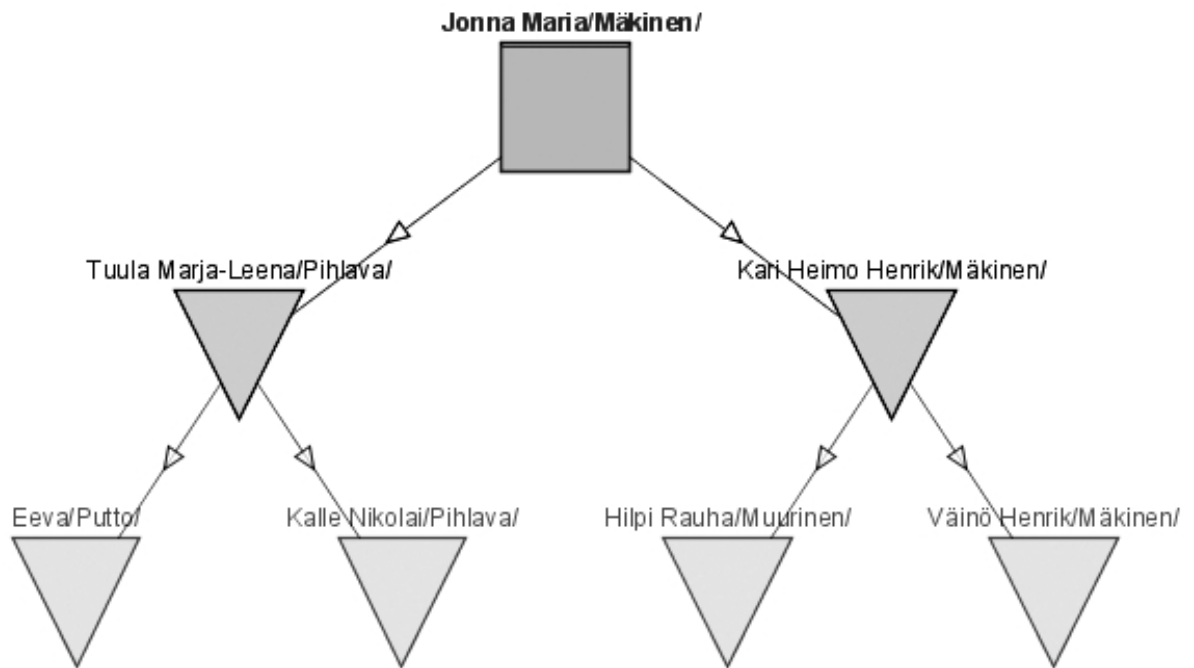 Jonna Maria/Mäkinen/
Tuula Marja-Leena/Pihlava/
Kari Heimo Henrik/Mäkinen/
Eeva/Putto/
Kalle Nikolai/Pihlava/
Hilpi Rauha/Muurinen/
Väinö Henrik/Mäkinen/